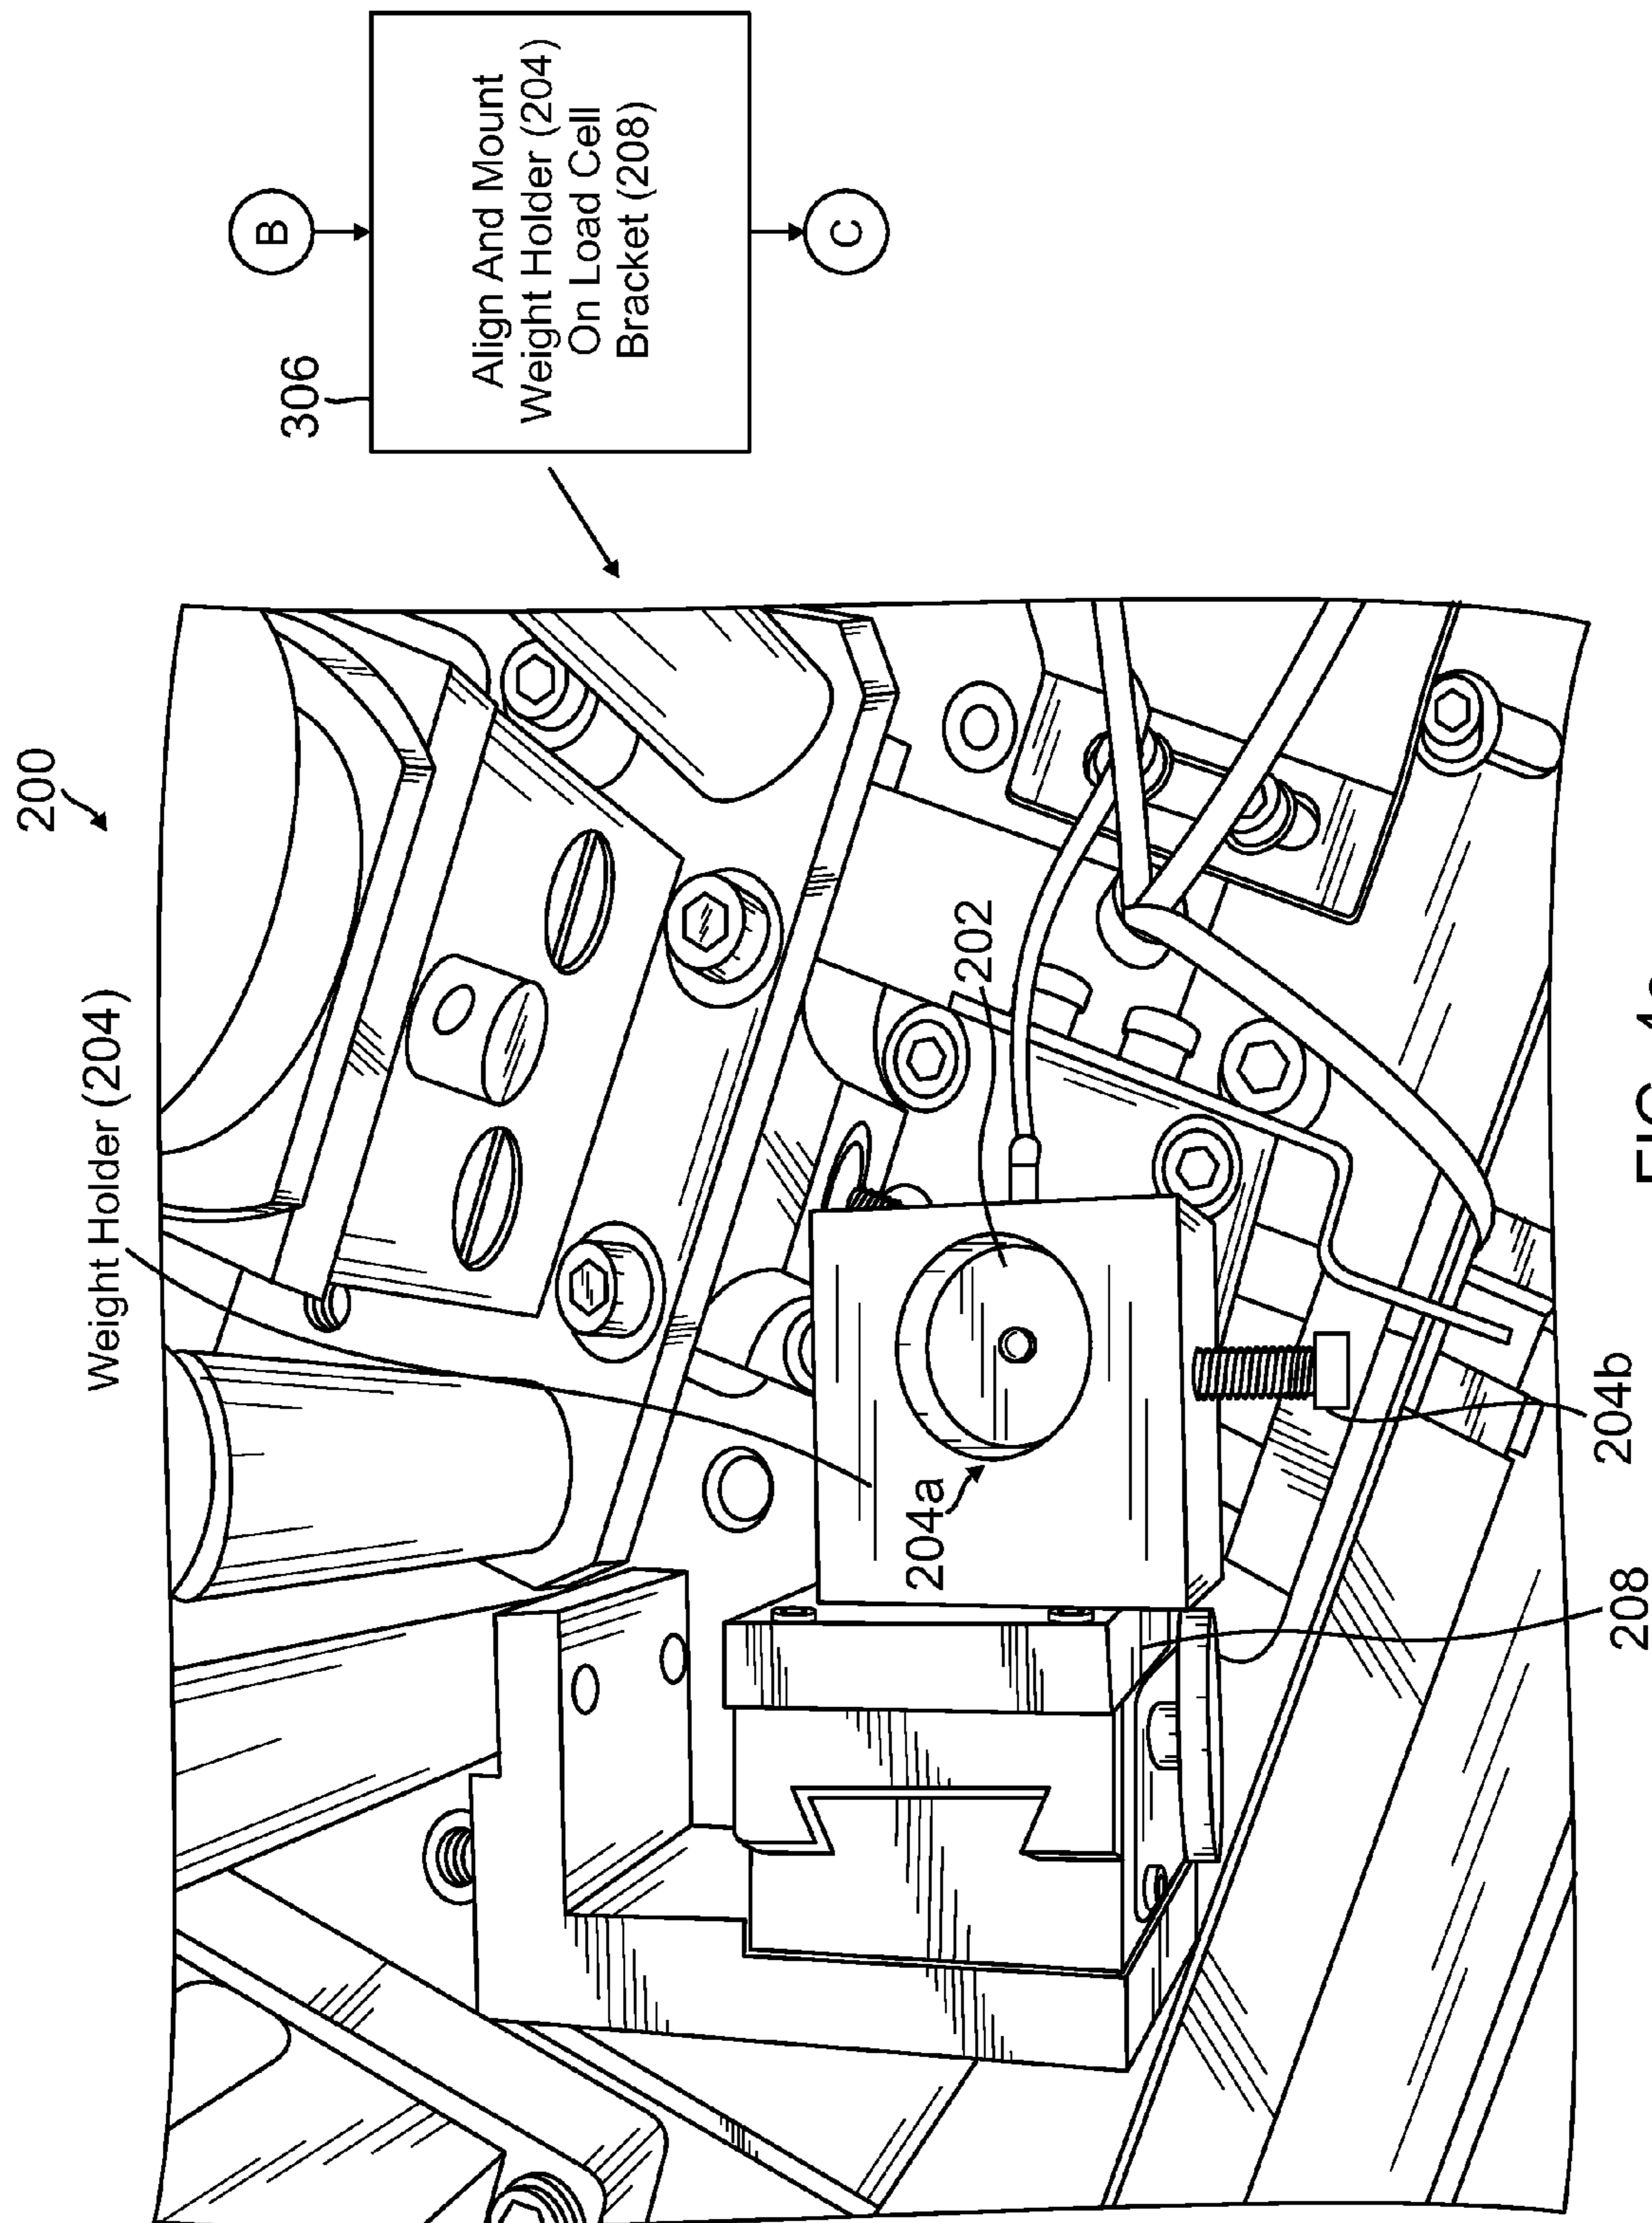 200
Weight Holder (204)
B
306
Align And Mount
Weight Holder (204)
On Load Cell
Bracket (208)
C
202
204a
204b
208